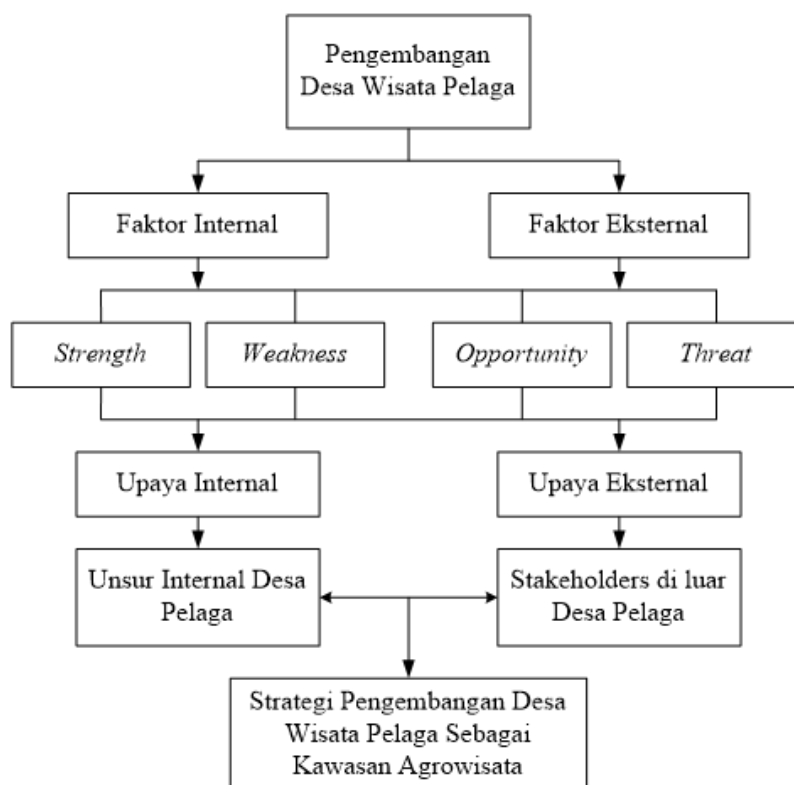 Pengembangan
Desa Wisata Pelaga
Faktor Internal
Faktor Eksternal
Strength
Weakness
Opportunity
Threat
Upaya Internal
Upaya Eksternal
Unsur Internal Desa
Pelaga
Stakeholders di luar
Desa Pelaga
Strategi Pengembangan Desa
Wisata Pelaga Sebagai
Kawasan Agrowisata